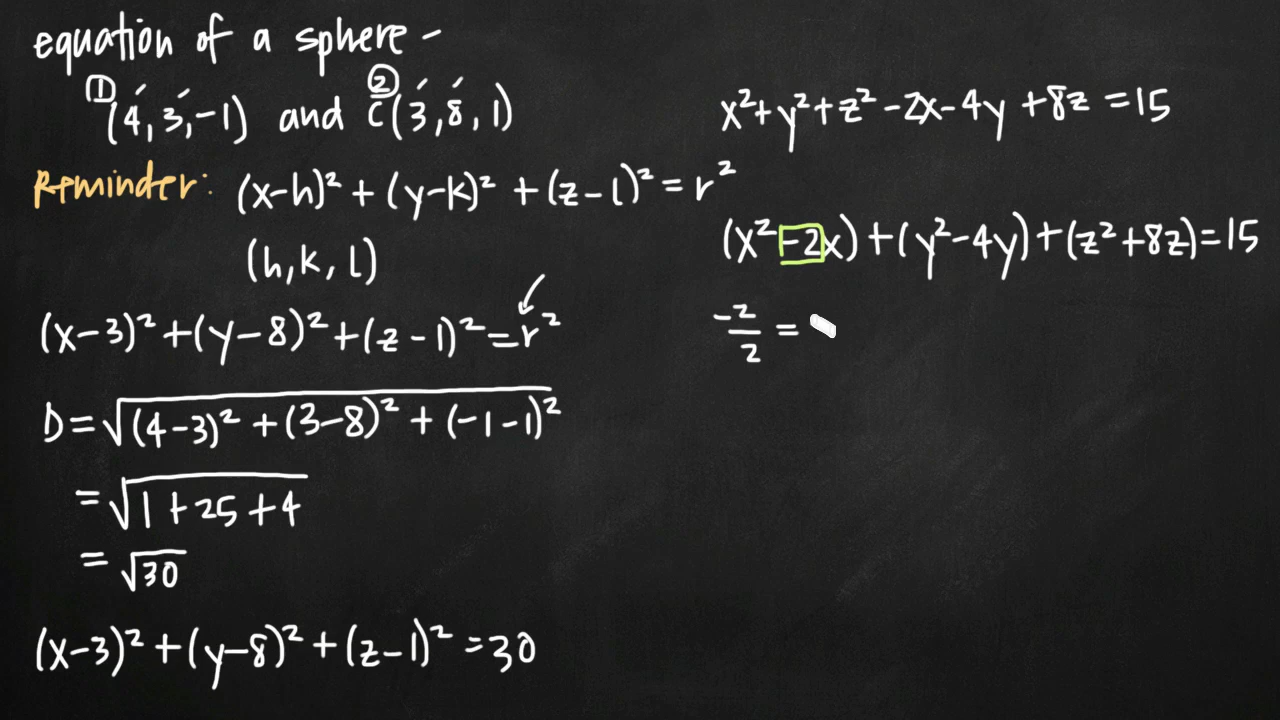 equation of a sphere -
① (4, 3, -1) and ② C(3, 8, 1)
Reminder: (x-h)² + (y-k)² + (z-l)² = r²
(h, k, l)
(x-3)² + (y-8)² + (z-1)² = r²
D = √(4-3)² + (3-8)² + (-1-1)²
= √1+25+4
= √30
(x-3)² + (y-8)² + (z-1)² = 30
x² + y² + z² - 2x - 4y + 8z = 15
(x² - 2x) + (y² - 4y) + (z² + 8z) = 15
-2/2 =